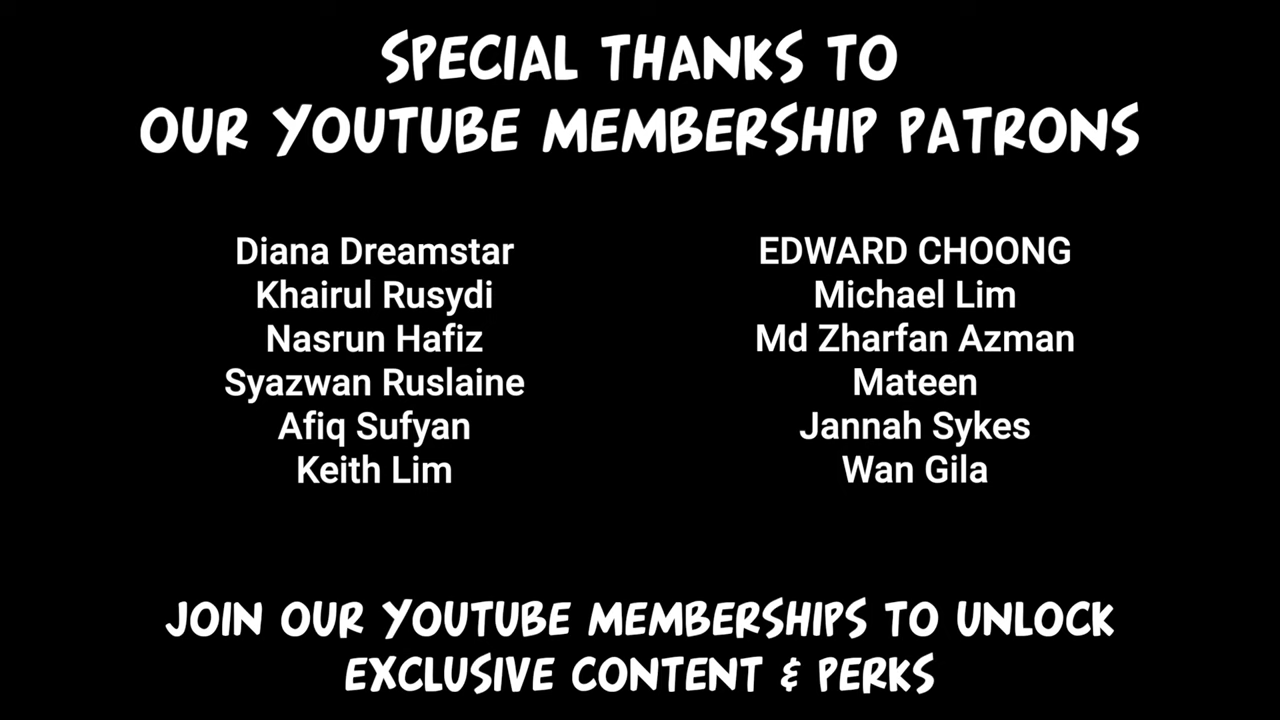 SPECIAL THANKS TO
OUR YOUTUBE MEMBERSHIP PATRONS
Diana Dreamstar
Khairul Rusydi
Nasrun Hafiz
Syazwan Ruslaine
Afiq Sufyan
Keith Lim
EDWARD CHOONG
Michael Lim
Md Zharfan Azman
Mateen
Jannah Sykes
Wan Gila
JOIN OUR YOUTUBE MEMBERSHIPS TO UNLOCK
EXCLUSIVE CONTENT & PERKS